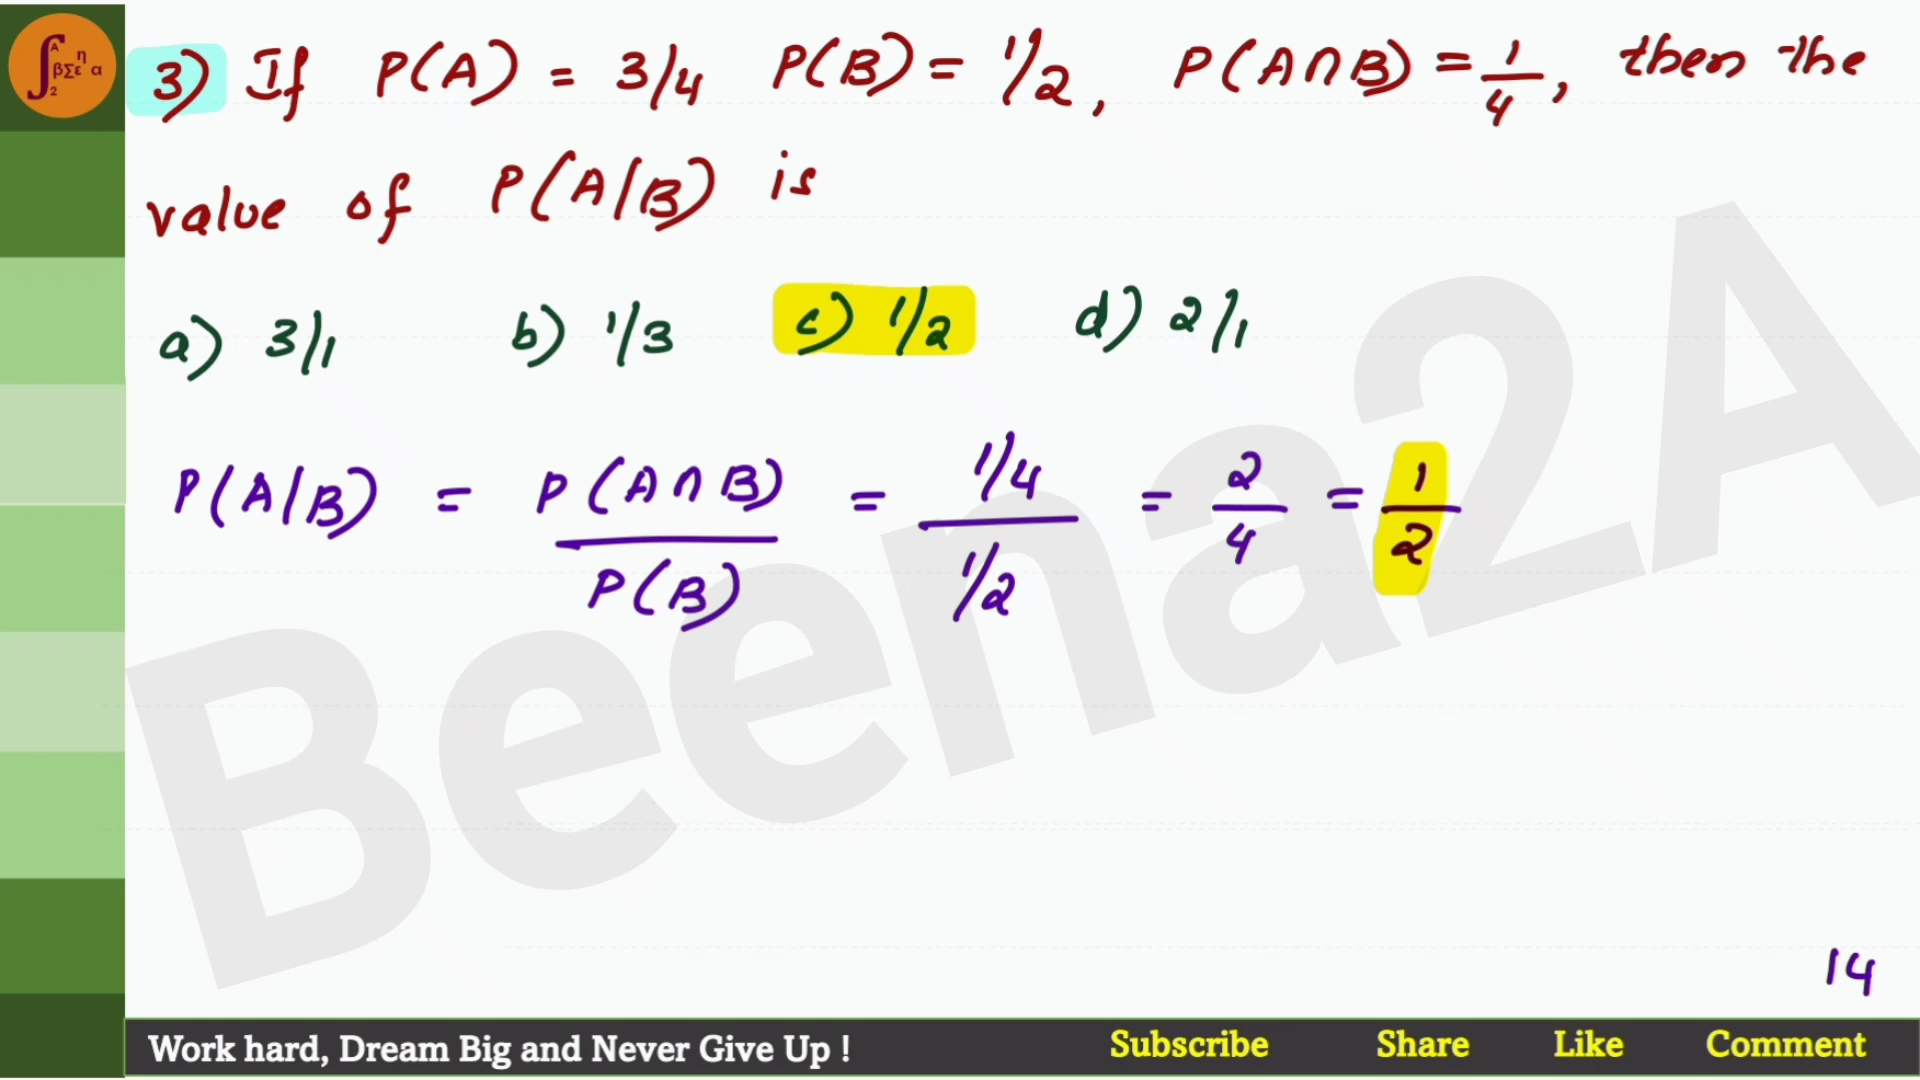 3) If P(A) = 3/4 P(B) = 1/2, P(A∩B) = 1/4, then the
value of P(A/B) is
a) 3/1 b) 1/3 c) 1/2 d) 2/1
P(A/B) = P(A∩B)/P(B) = (1/4)/(1/2) = 2/4 = 1/2
Beena2A
14
Work hard, Dream Big and Never Give Up ! Subscribe Share Like Comment